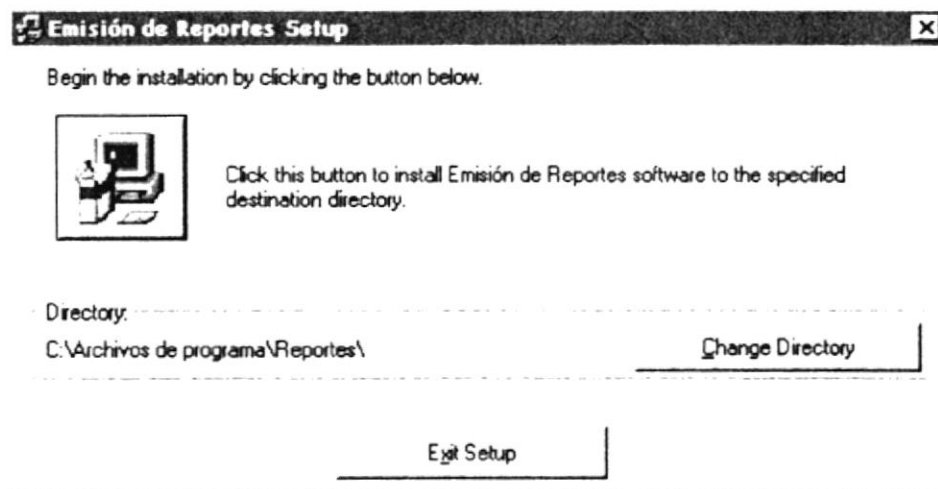 Emisión de Reportes Setup
Begin the installation by clicking the button below.
Click this button to install Emisión de Reportes software to the specified
destination directory.
Directory:
C:\Archivos de programa\Reportes\
Change Directory
Exit Setup